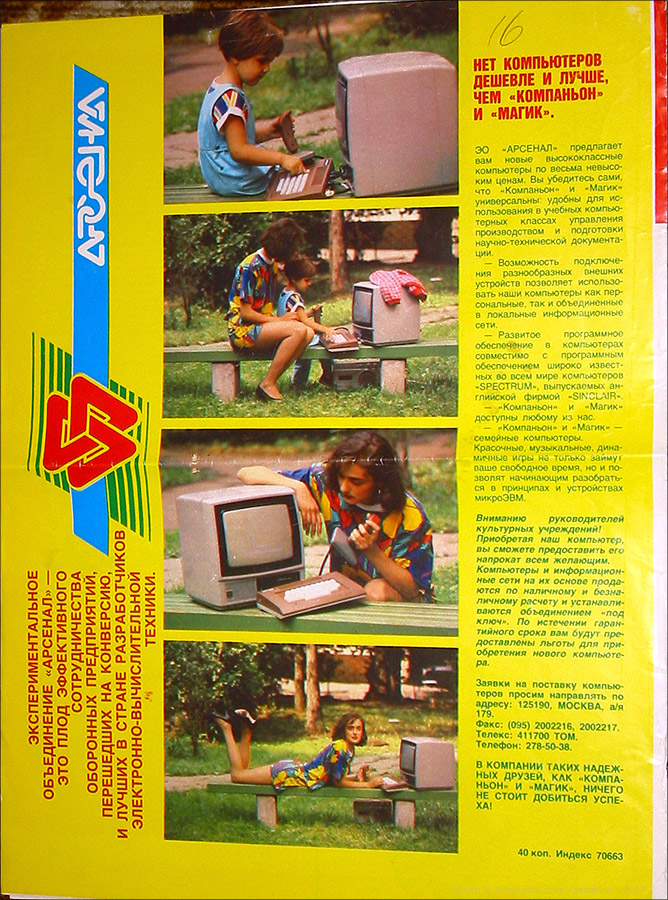 16
НЕТ КОМПЬЮТЕРОВ
ДЕШЕВЛЕ И ЛУЧШЕ,
ЧЕМ «КОМПАНЬОН»
И «МАГИК».
ЭО «АРСЕНАЛ» предлагает
вам новые высококлассные
компьютеры по весьма невысо-
ким ценам. Вы убедитесь сами,
что «Компаньон» и «Магик»
универсальны: удобны для ис-
пользования в учебных компью-
терных классах управления
производством и подготовки
научно-технической документа-
ции.
— Возможность подключе-
ния разнообразных внешних
устройств позволяет использо-
вать наши компьютеры как пер-
сональные, так и объединенные
в локальные информационные
сети.
— Развитое программное
обеспечение в компьютерах
совместимо с программным
обеспечением широко извест-
ных во всем мире компьютеров
«SPECTRUM», выпускаемых ан-
глийской фирмой «SINCLAIR».
— «Компаньон» и «Магик»
доступны любому из нас.
— «Компаньон» и «Магик» —
семейные компьютеры.
Красочные, музыкальные, дина-
мичные игры не только займут
ваше свободное время, но и по-
зволят начинающим разобрать-
ся в принципах и устройствах
микроЭВМ.
Вниманию руководителей
культурных учреждений!
Приобретая наш компьютер,
вы сможете предоставить его
напрокат всем желающим.
Компьютеры и информацион-
ные сети на их основе прода-
ются по наличному и безна-
личному расчету и устанавли-
ваются объединением «под
ключ». По истечении гаран-
тийного срока вам будут пре-
доставлены льготы для при-
обретения нового компьюте-
ра.
Заявки на поставку компью-
теров просим направлять по
адресу: 125190, МОСКВА, а/я
179.
Факс: (095) 2002216, 2002217.
Телекс: 411700 ТОМ.
Телефон: 278-50-38.
В КОМПАНИИ ТАКИХ НАДЕЖ-
НЫХ ДРУЗЕЙ, КАК «КОМПА-
НЬОН» И «МАГИК», НИЧЕГО
НЕ СТОИТ ДОБИТЬСЯ УСПЕ-
ХА!
40 коп. Индекс 70663
АРСЕНАЛ
ЭКСПЕРИМЕНТАЛЬНОЕ
ОБЪЕДИНЕНИЕ «АРСЕНАЛ» —
ЭТО ПЛОД ЭФФЕКТИВНОГО
СОТРУДНИЧЕСТВА
ОБОРОННЫХ ПРЕДПРИЯТИЙ,
ПЕРЕШЕДШИХ НА КОНВЕРСИЮ,
И ЛУЧШИХ В СТРАНЕ РАЗРАБОТЧИКОВ
ЭЛЕКТРОННО-ВЫЧИСЛИТЕЛЬНОЙ
ТЕХНИКИ.